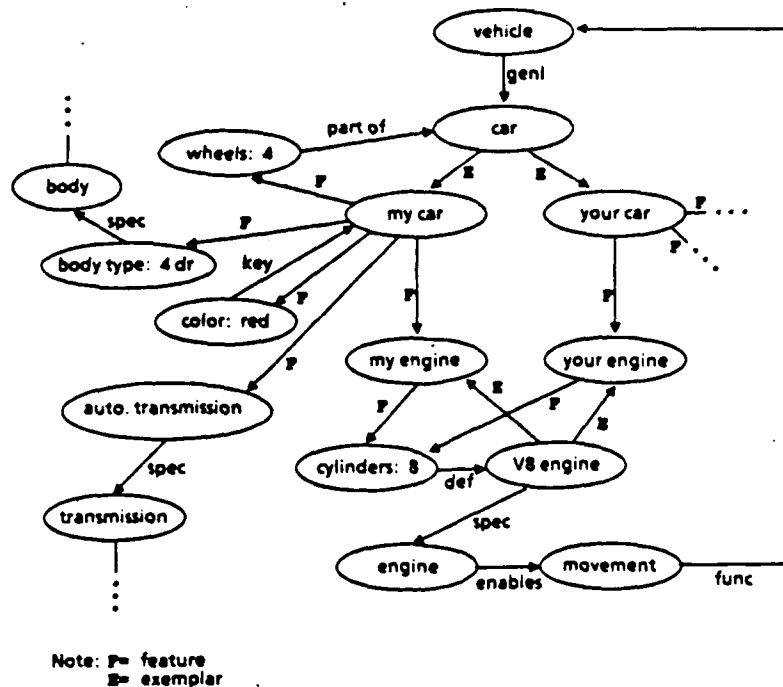 vehicle
genl
car
part of
wheels: 4
E
E
body
F
my car
your car
F
spec
F
F
body type: 4 dr
key
F
color: red
F
F
my engine
your engine
F
auto. transmission
E
F
F
E
spec
cylinders: 8
def
V8 engine
transmission
spec
engine
enables
movement
func
Note: F= feature
E= exemplar